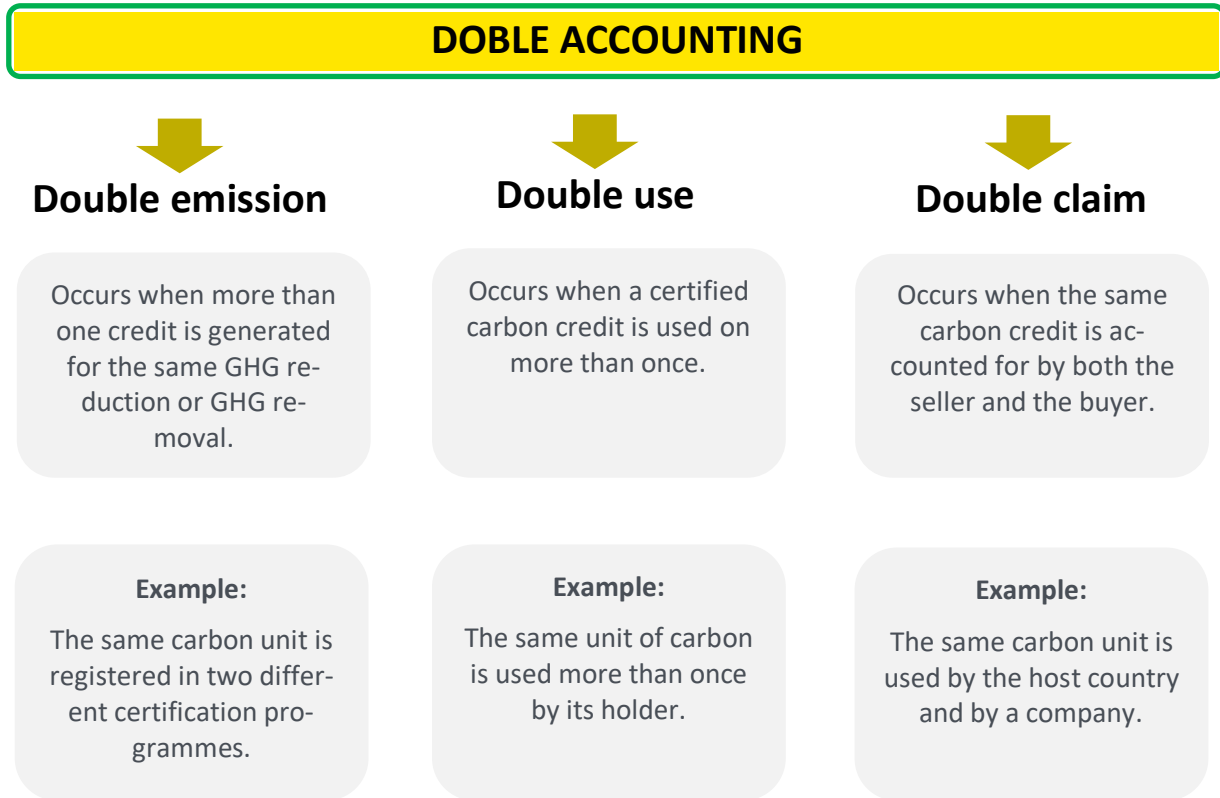 DOBLE ACCOUNTING
Double emission
Occurs when more than
one credit is generated
for the same GHG re-
duction or GHG re-
moval.
Example:
The same carbon unit is
registered in two differ-
ent certification pro-
grammes.
Double use
Occurs when a certified
carbon credit is used on
more than once.
Example:
The same unit of carbon
is used more than once
by its holder.
Double claim
Occurs when the same
carbon credit is ac-
counted for by both the
seller and the buyer.
Example:
The same carbon unit is
used by the host country
and by a company.